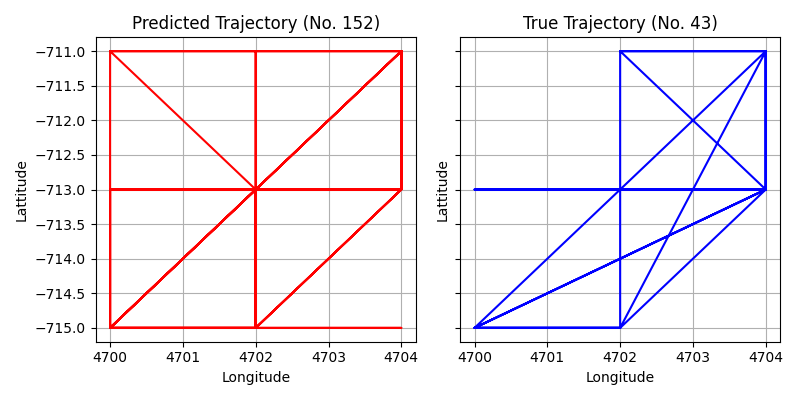 Predicted Trajectory (No. 152)
True Trajectory (No. 43)
−711.0
−711.5
−712.0
−712.5
−713.0
−713.5
−714.0
−714.5
−715.0
Lattitude
Lattitude
4700 4701 4702 4703 4704
4700 4701 4702 4703 4704
Longitude
Longitude